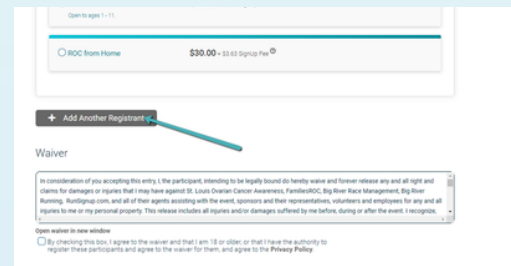 Open to ages 1 - 11
ROC from Home $30.00 + $3.63 SignUp Fee
+ Add Another Registrant
Waiver
In consideration of you accepting this entry, I, the participant, intending to be legally bound do hereby waive and forever release any and all right and
claims for damages or injuries that I may have against St. Louis Ovarian Cancer Awareness, FamiliesROC, Big River Race Management, Big River
Running, RunSignup.com, and all of their agents assisting with the event, sponsors and their representatives, volunteers and employees for any and all
injuries to me or my personal property. This release includes all injuries and/or damages suffered by me before, during or after the event. I recognize,
Open waiver in new window
By checking this box, I agree to the waiver and that I am 18 or older, or that I have the authority to
register these participants and agree to the waiver for them, and agree to the Privacy Policy.